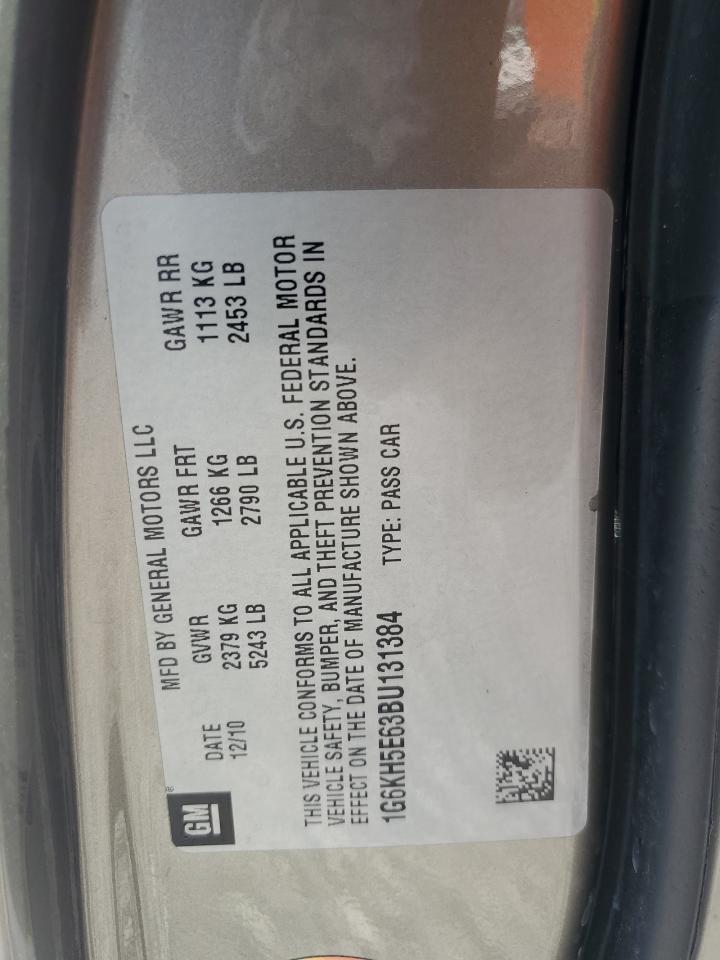 GM
MFD BY GENERAL MOTORS LLC
DATE GVWR GAWR FRT GAWR RR
12/10 2379 KG 1266 KG 1113 KG
5243 LB 2790 LB 2453 LB
THIS VEHICLE CONFORMS TO ALL APPLICABLE U.S. FEDERAL MOTOR
VEHICLE SAFETY, BUMPER, AND THEFT PREVENTION STANDARDS IN
EFFECT ON THE DATE OF MANUFACTURE SHOWN ABOVE.
1G6KH5E63BU131384 TYPE: PASS CAR